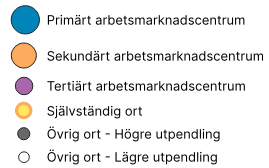 Primärt arbetsmarknadscentrum
Sekundärt arbetsmarknadscentrum
Tertiärt arbetsmarknadscentrum
Självständig ort
Övrig ort - Högre utpendling
Övrig ort - Lägre utpendling